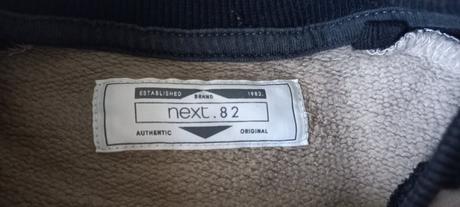 ESTABLISHED BRAND 1982.
next.82
AUTHENTIC ORIGINAL